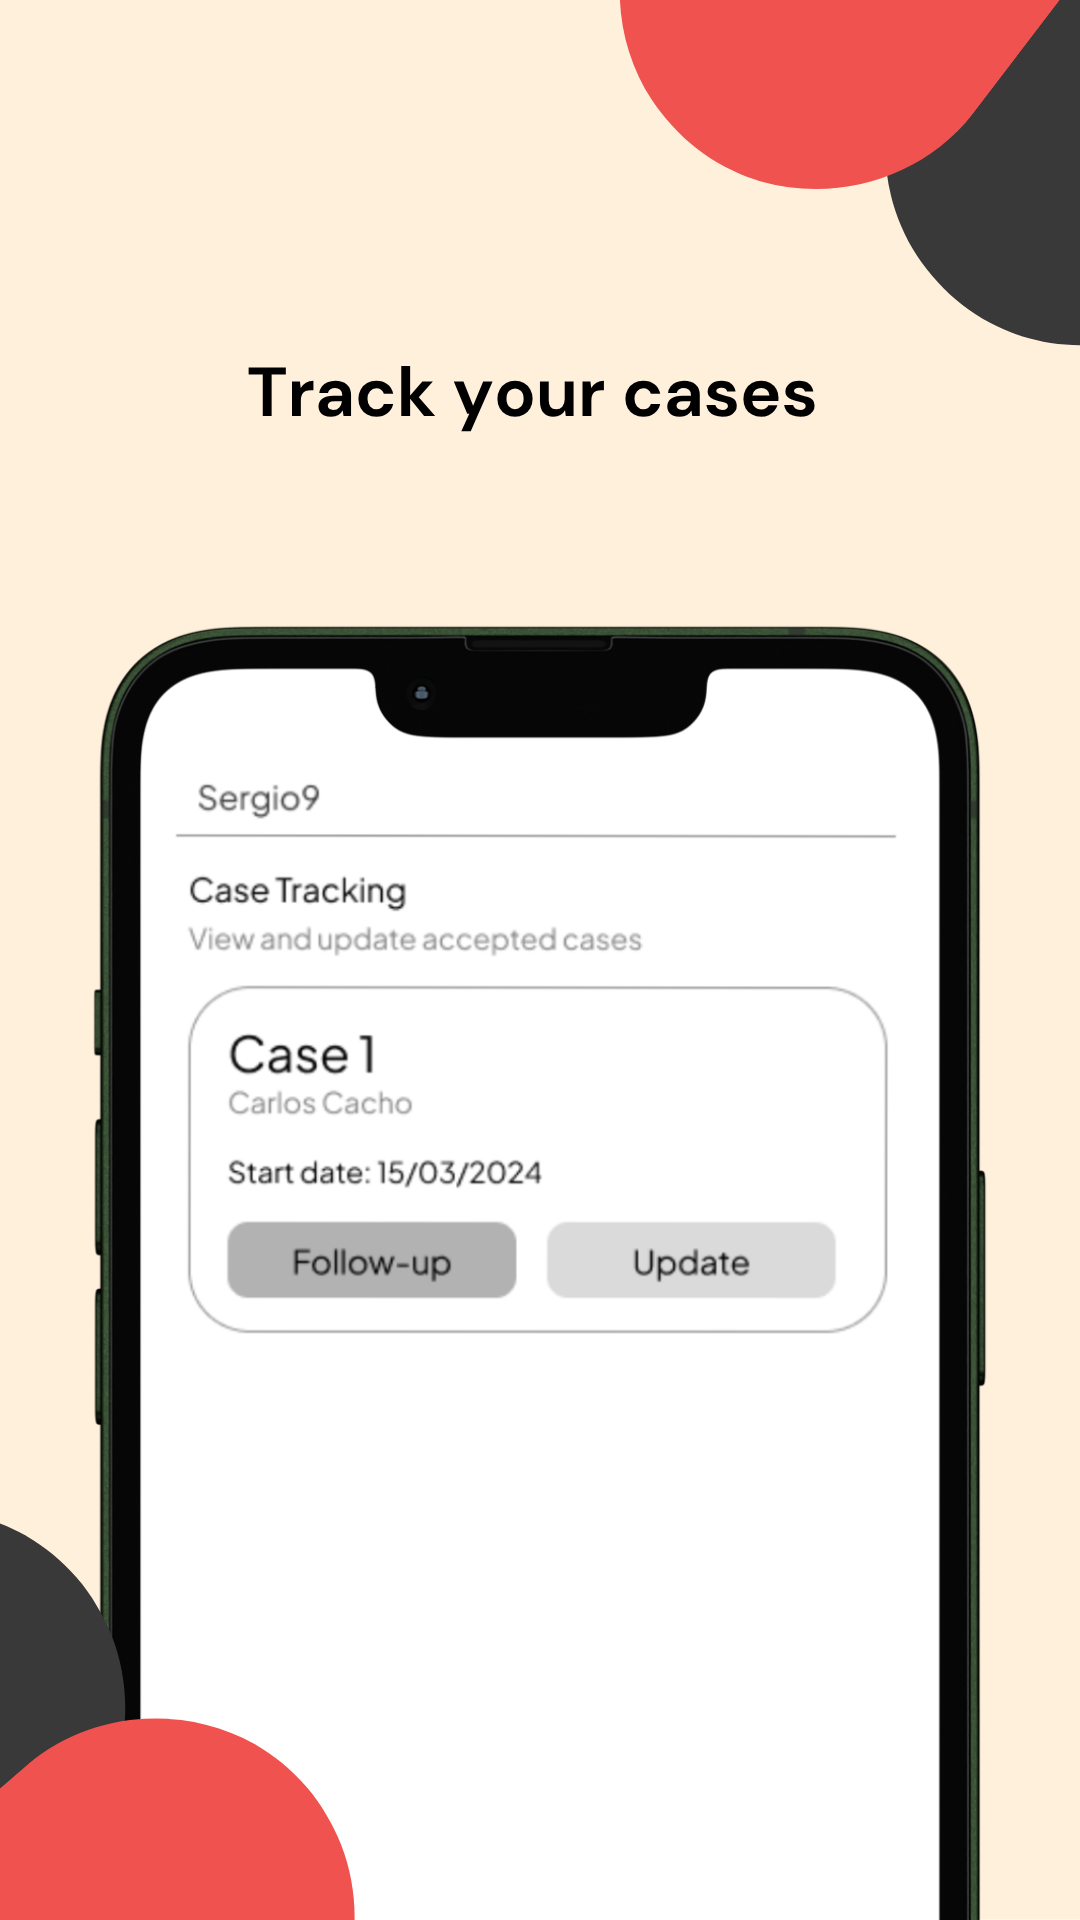 Track your cases
Sergio9
Case Tracking
View and update accepted cases
Case 1
Carlos Cacho
Start date: 15/03/2024
Follow-up
Update